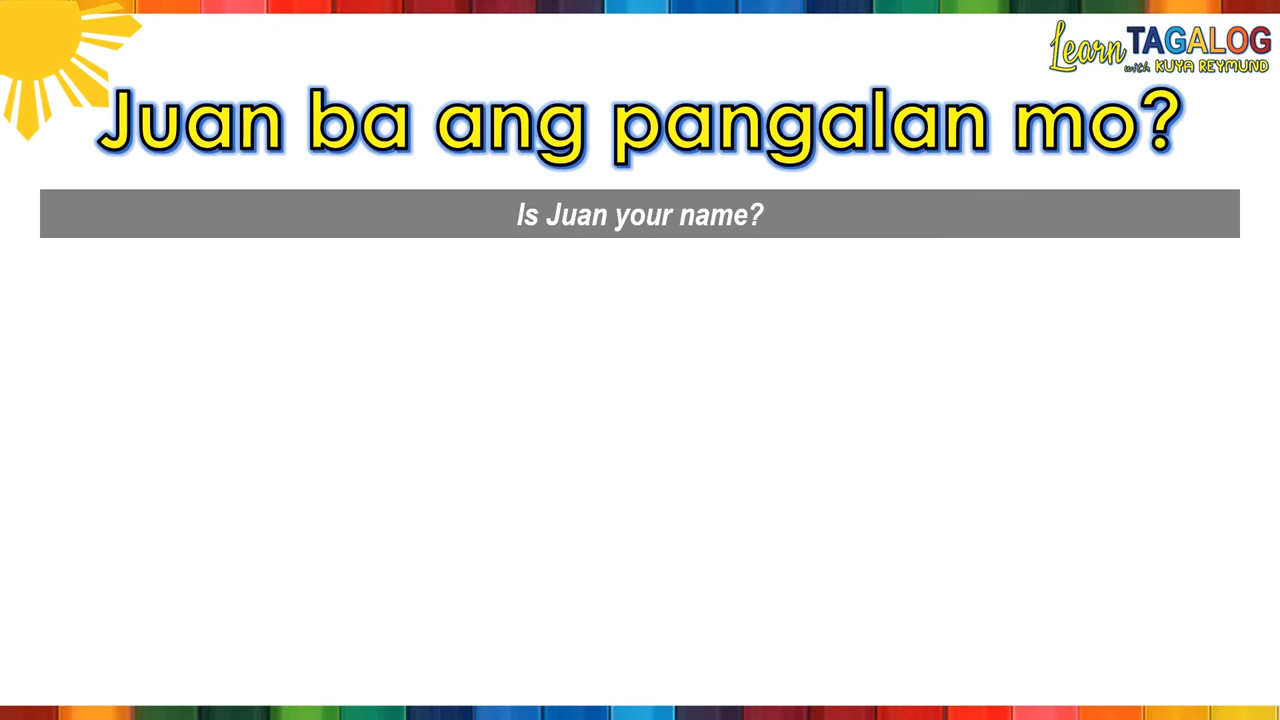 Learn TAGALOG
with KUYA REYMUND
Juan ba ang pangalan mo?
Is Juan your name?